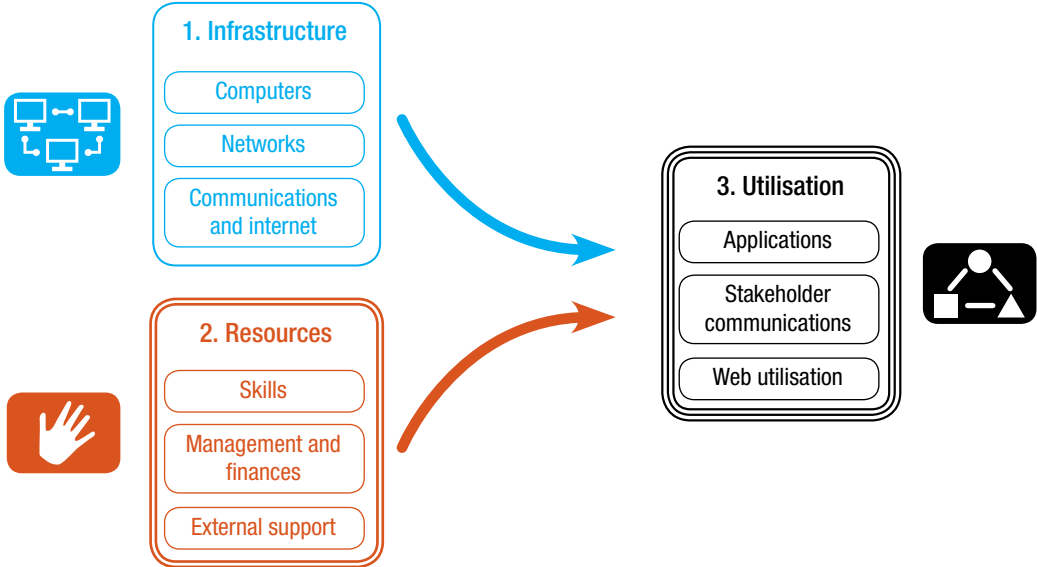 1. Infrastructure
Computers
Networks
Communications
and internet
2. Resources
Skills
Management and
finances
External support
3. Utilisation
Applications
Stakeholder
communications
Web utilisation